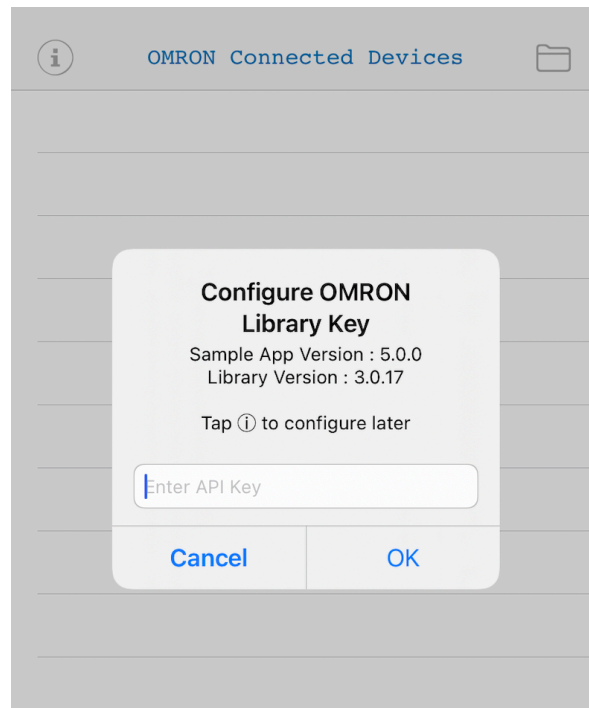 OMRON Connected Devices
Configure OMRON
Library Key
Sample App Version : 5.0.0
Library Version : 3.0.17
Tap ⓘ to configure later
Enter API Key
Cancel
OK